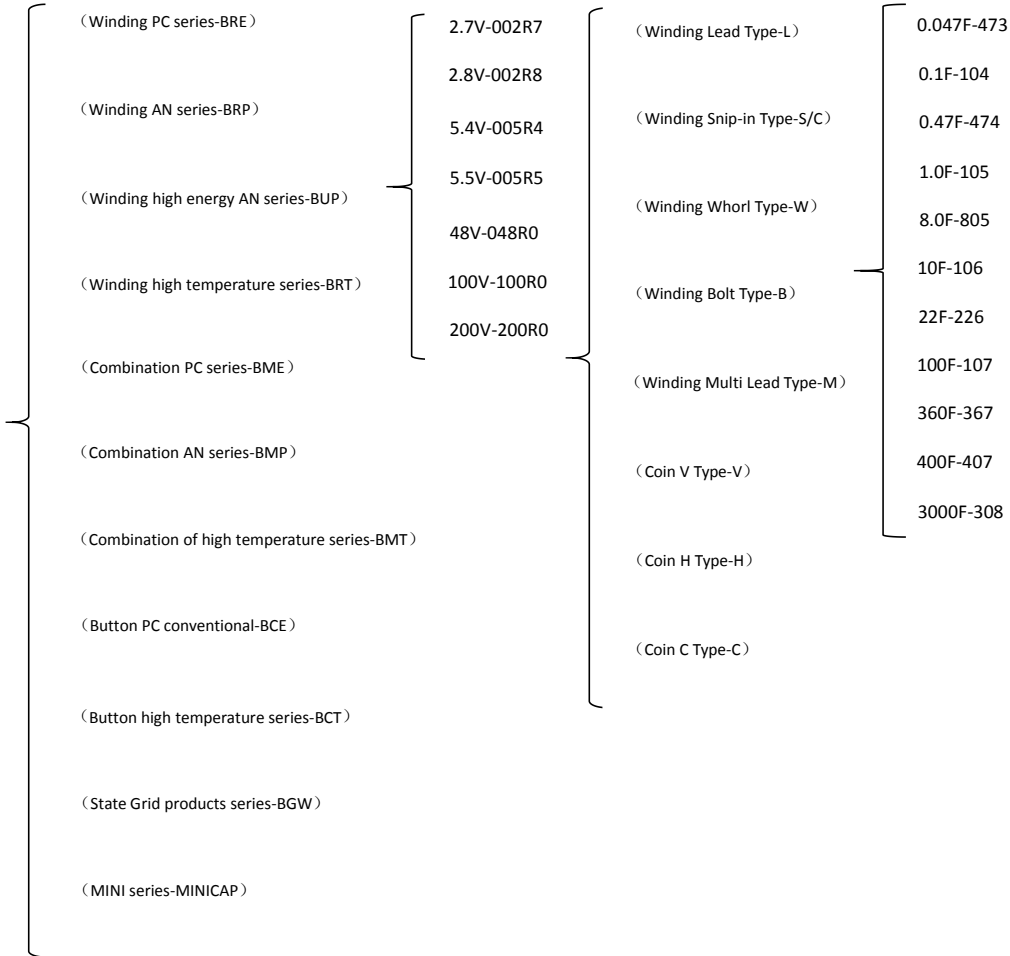 （Winding PC series-BRE）
（Winding AN series-BRP）
（Winding high energy AN series-BUP）
（Winding high temperature series-BRT）
（Combination PC series-BME）
（Combination AN series-BMP）
（Combination of high temperature series-BMT）
（Button PC conventional-BCE）
（Button high temperature series-BCT）
（State Grid products series-BGW）
（MINI series-MINICAP）
2.7V-002R7
2.8V-002R8
5.4V-005R4
5.5V-005R5
48V-048R0
100V-100R0
200V-200R0
（Winding Lead Type-L）
（Winding Snip-in Type-S/C）
（Winding Whorl Type-W）
（Winding Bolt Type-B）
（Winding Multi Lead Type-M）
（Coin V Type-V）
（Coin H Type-H）
（Coin C Type-C）
0.047F-473
0.1F-104
0.47F-474
1.0F-105
8.0F-805
10F-106
22F-226
100F-107
360F-367
400F-407
3000F-308